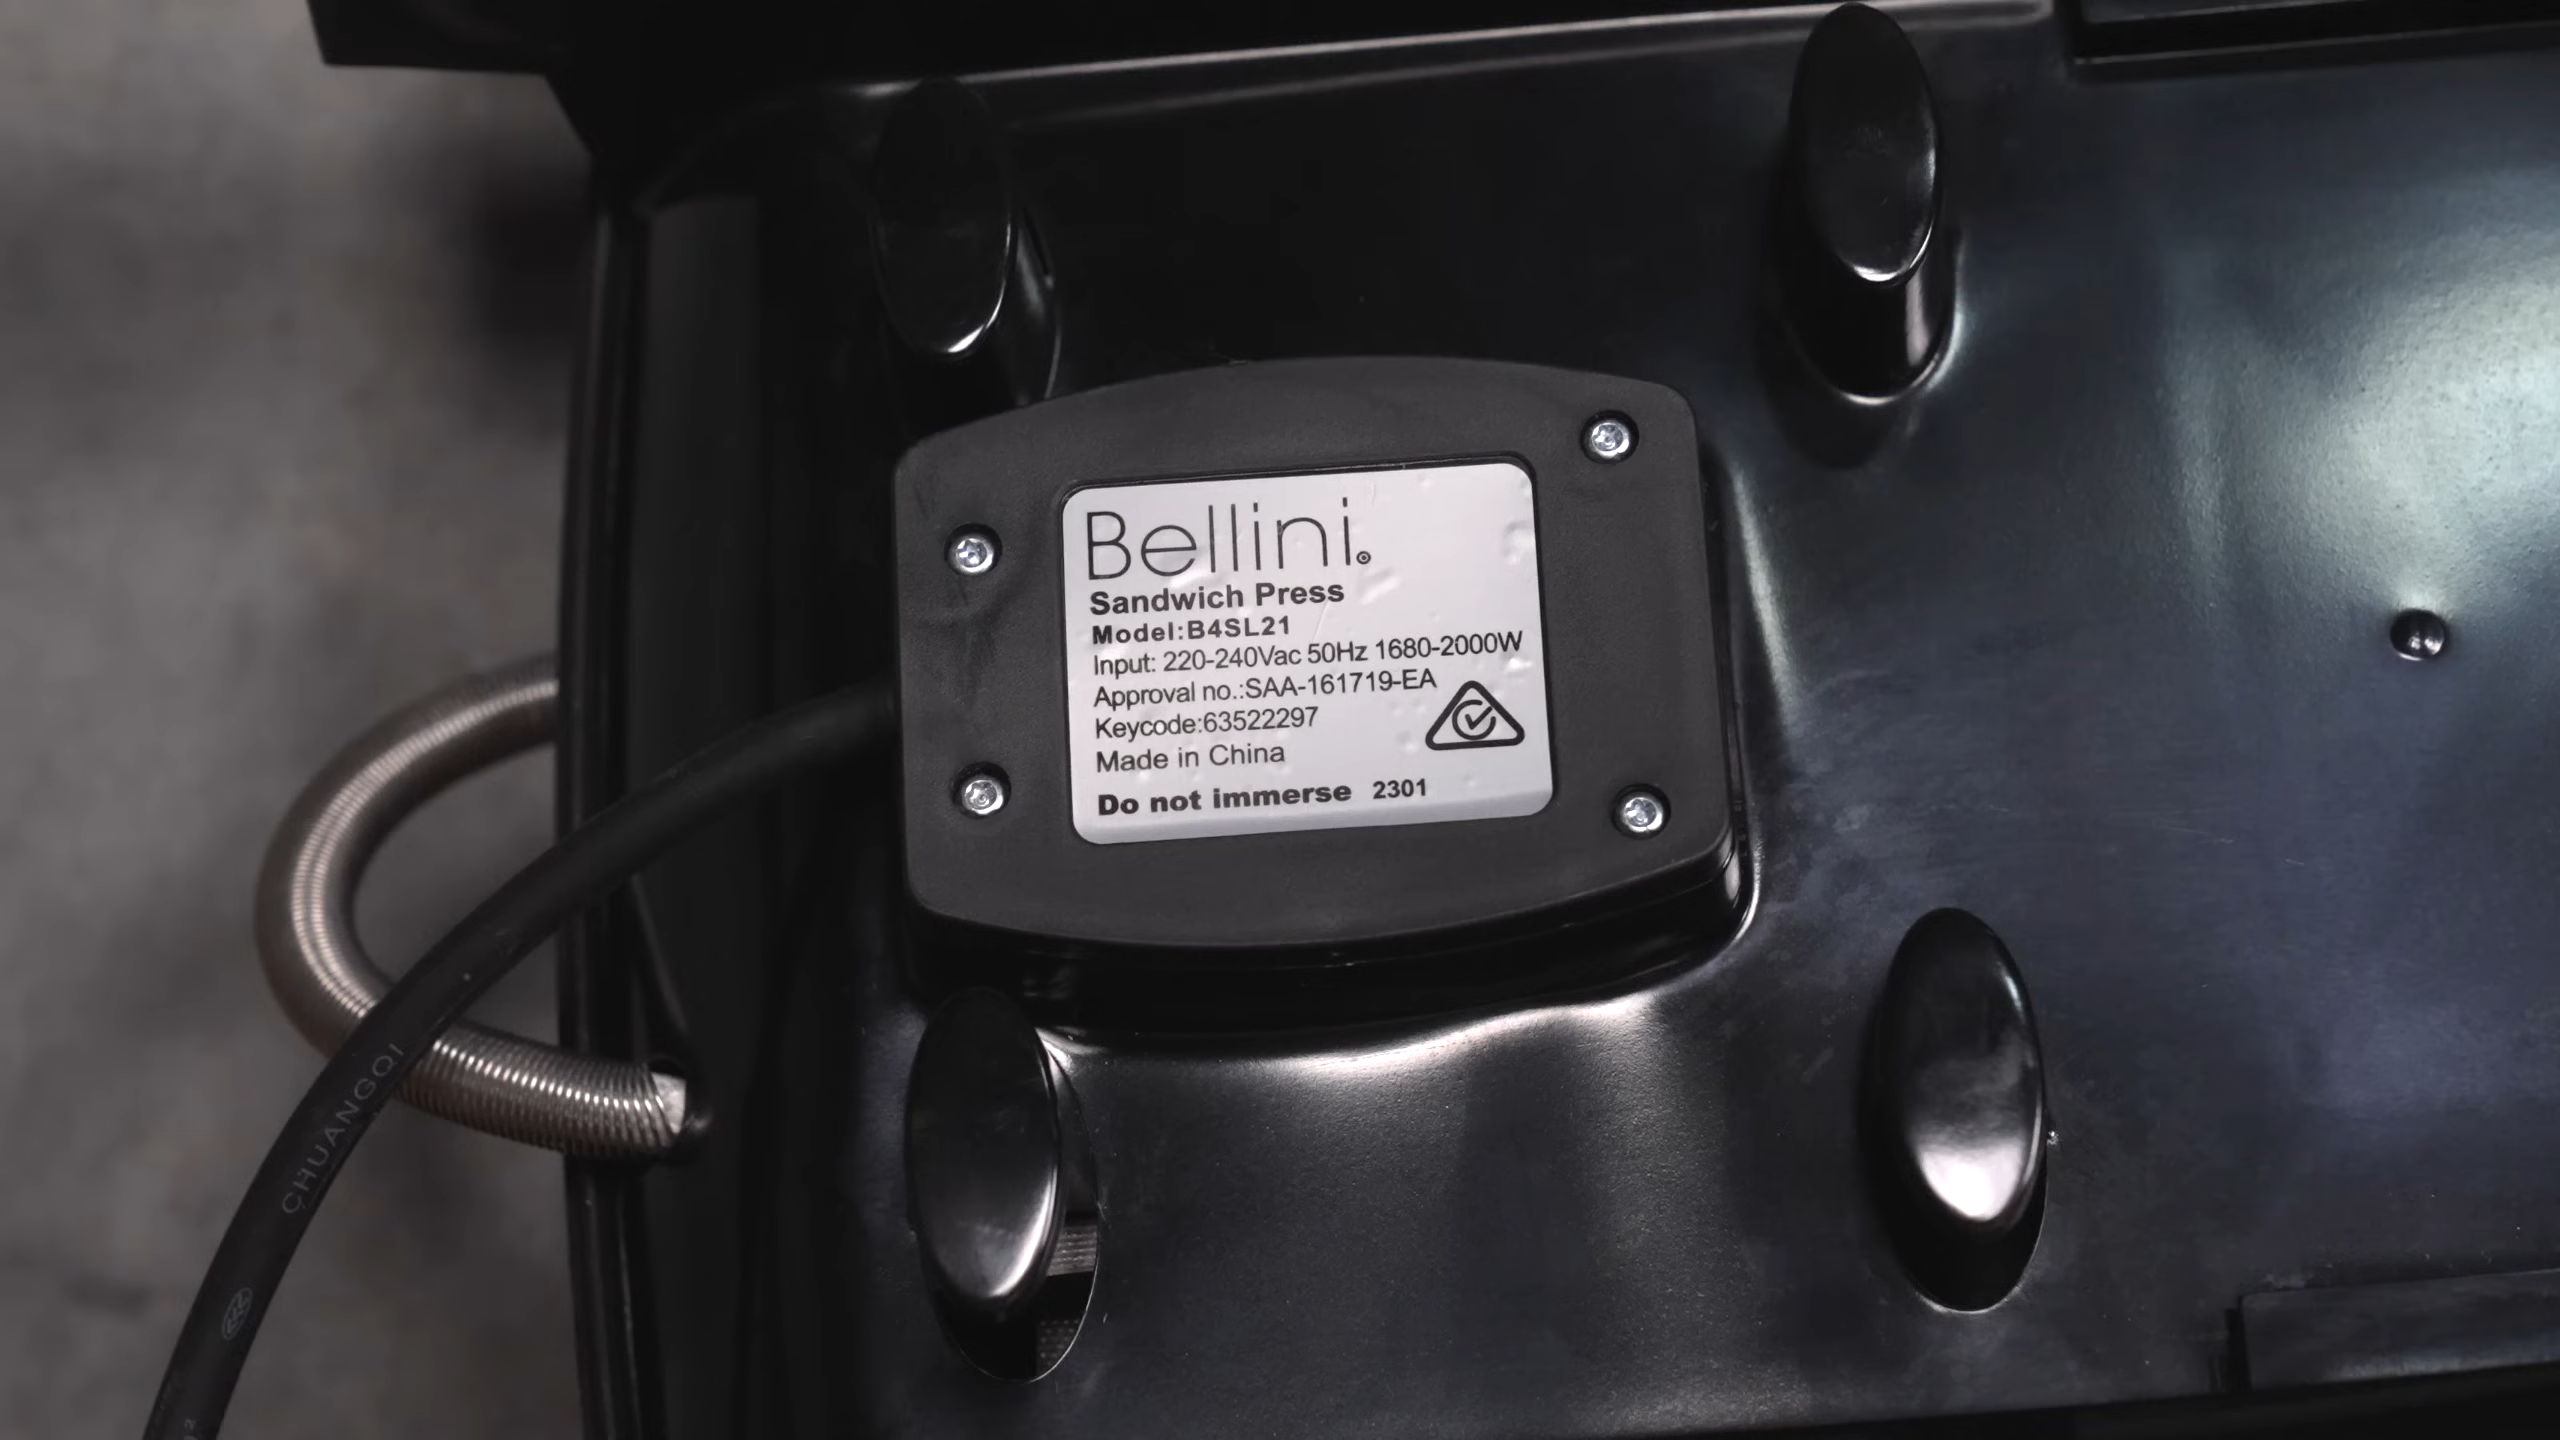 Bellini®
Sandwich Press
Model:B4SL21
Input: 220-240Vac 50Hz 1680-2000W
Approval no.:SAA-161719-EA
Keycode:63522297
Made in China
Do not immerse 2301
CHUANGQI